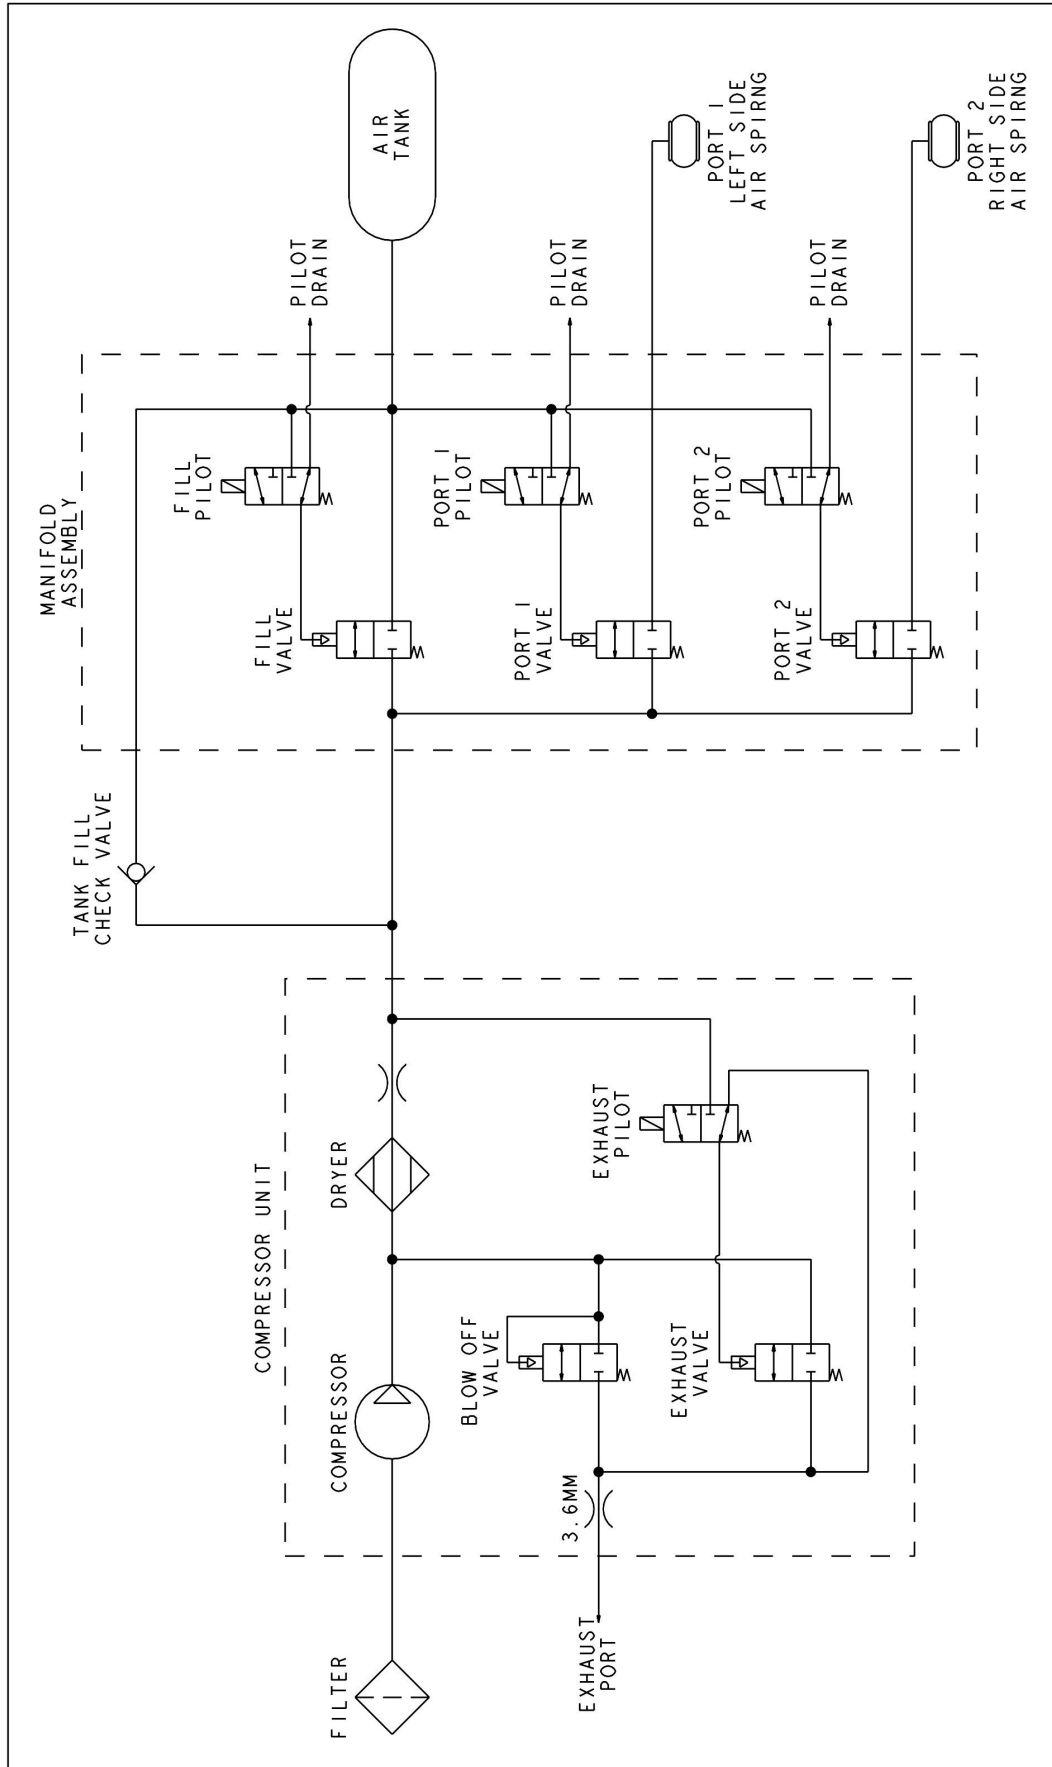 MANIFOLD
ASSEMBLY
TANK FILL
CHECK VALVE
FILL
PILOT
FILL
VALVE
PILOT
DRAIN
AIR
TANK
PORT 1
PILOT
PORT 1
VALVE
PILOT
DRAIN
PORT 1
LEFT SIDE
AIR SPIRNG
PORT 2
PILOT
PORT 2
VALVE
PILOT
DRAIN
PORT 2
RIGHT SIDE
AIR SPIRNG
COMPRESSOR UNIT
FILTER
COMPRESSOR
DRYER
BLOW OFF
VALVE
EXHAUST
PILOT
EXHAUST
VALVE
3.6MM
EXHAUST
PORT